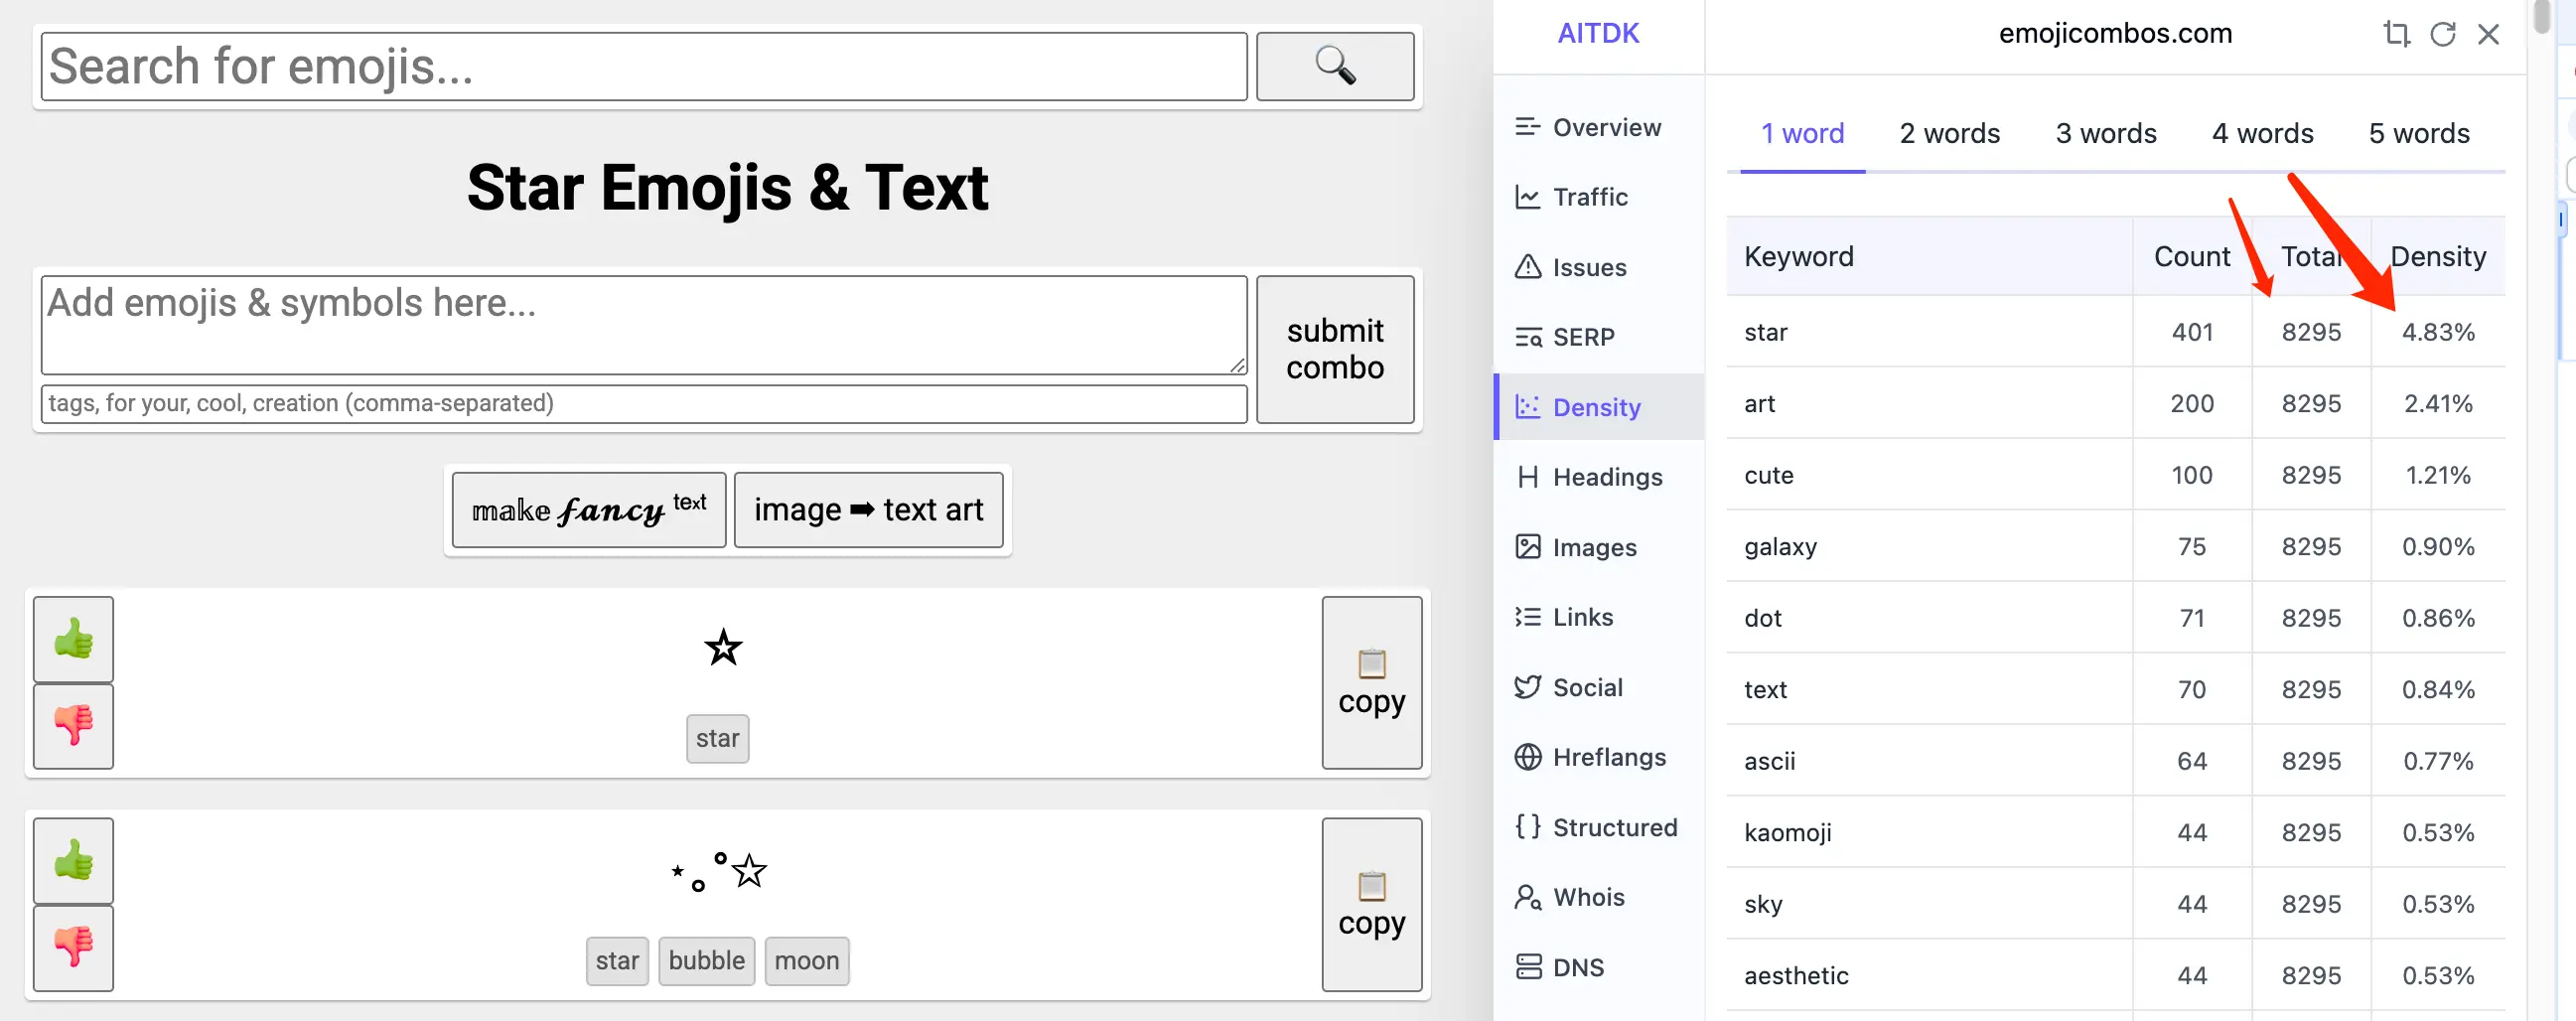 Search for emojis...
Star Emojis & Text
Add emojis & symbols here...
tags, for your, cool, creation (comma-separated)
submit
combo
𝕞𝕒𝕜𝕖 𝒻𝒶𝓃𝒸𝓎 ᵗᵉˣᵗ
image ➡ text art
☆
copy
star
⋆｡°☆
copy
star bubble moon
AITDK
emojicombos.com
Overview
Traffic
Issues
SERP
Density
Headings
Images
Links
Social
Hreflangs
Structured
Whois
DNS
1 word 2 words 3 words 4 words 5 words
Keyword Count Total Density
star 401 8295 4.83%
art 200 8295 2.41%
cute 100 8295 1.21%
galaxy 75 8295 0.90%
dot 71 8295 0.86%
text 70 8295 0.84%
ascii 64 8295 0.77%
kaomoji 44 8295 0.53%
sky 44 8295 0.53%
aesthetic 44 8295 0.53%